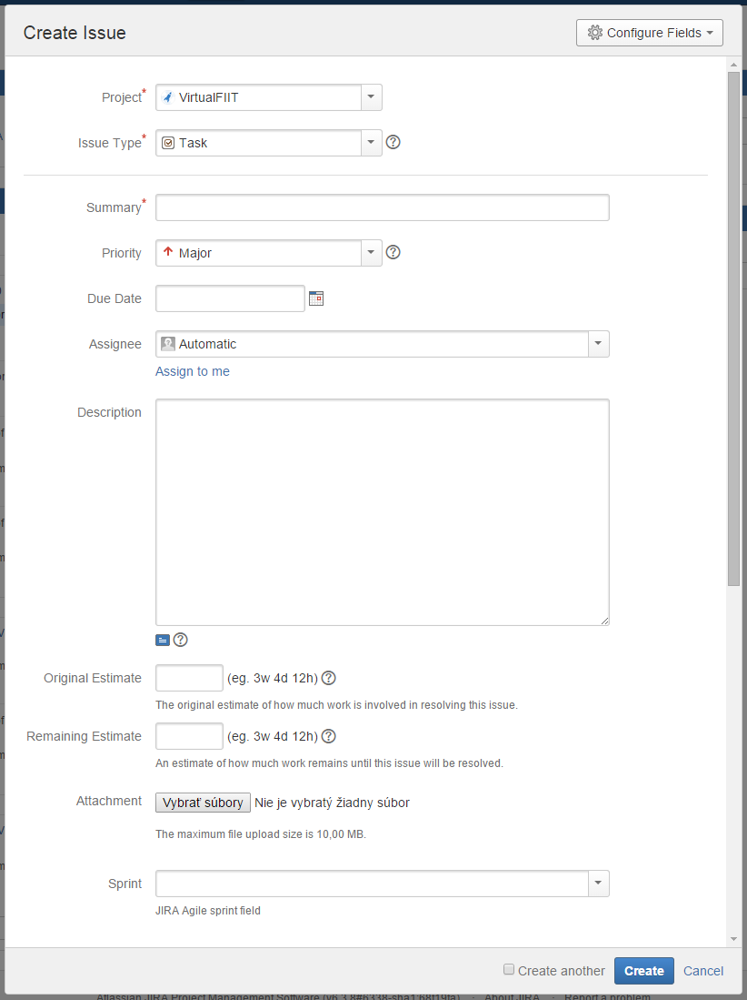 Create Issue
Configure Fields
Project*
VirtualFIIT
Issue Type*
Task
Summary*
Priority
Major
Due Date
Assignee
Automatic
Assign to me
Description
Original Estimate
(eg. 3w 4d 12h)
The original estimate of how much work is involved in resolving this issue.
Remaining Estimate
(eg. 3w 4d 12h)
An estimate of how much work remains until this issue will be resolved.
Attachment
Vybrať súbory Nie je vybratý žiadny súbor
The maximum file upload size is 10,00 MB.
Sprint
JIRA Agile sprint field
Create another
Create
Cancel
Atlassian JIRA Project Management Software (v6.3.8#6338-sha1:68f19fa) · About JIRA · Report a problem